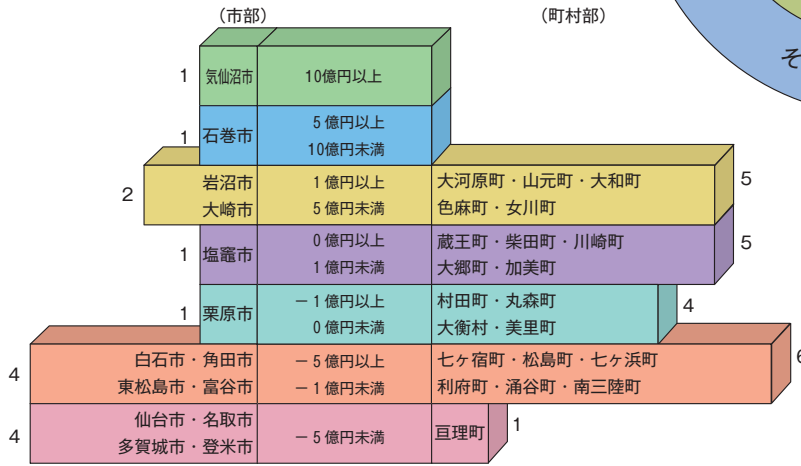 （市部）
（町村部）
そ
1 気仙沼市 10億円以上
1 石巻市 5億円以上
10億円未満
2 岩沼市 1億円以上 大河原町・山元町・大和町 5
大崎市 5億円未満 色麻町・女川町
1 塩竈市 0億円以上 蔵王町・柴田町・川崎町 5
1億円未満 大郷町・加美町
1 栗原市 －1億円以上 村田町・丸森町 4
0億円未満 大衡村・美里町
4 白石市・角田市 －5億円以上 七ヶ宿町・松島町・七ヶ浜町 6
東松島市・富谷市 －1億円未満 利府町・涌谷町・南三陸町
4 仙台市・名取市 －5億円未満 亘理町 1
多賀城市・登米市